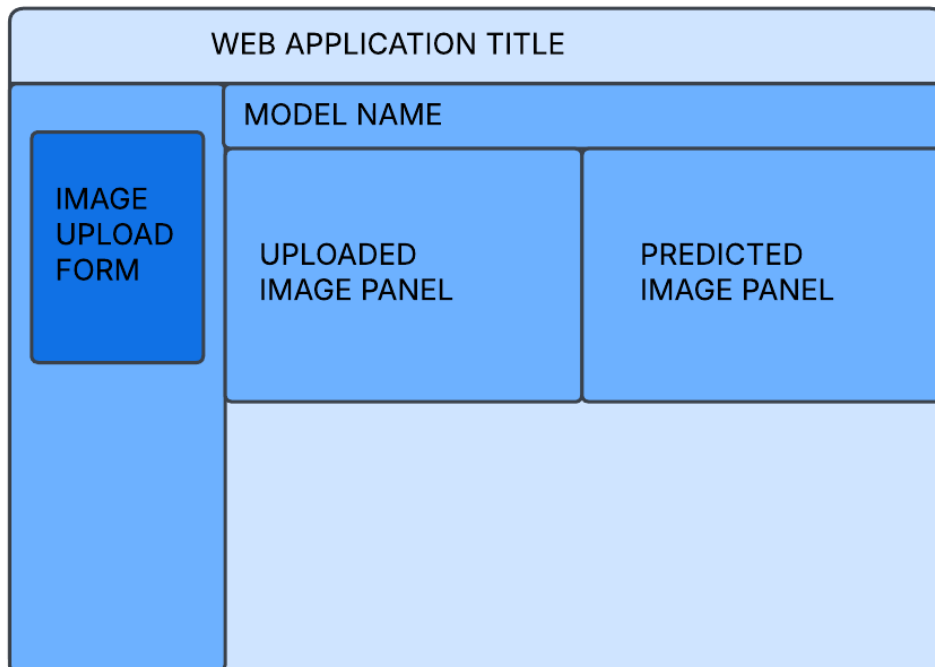 WEB APPLICATION TITLE
MODEL NAME
IMAGE
UPLOAD
FORM
UPLOADED
IMAGE PANEL
PREDICTED
IMAGE PANEL